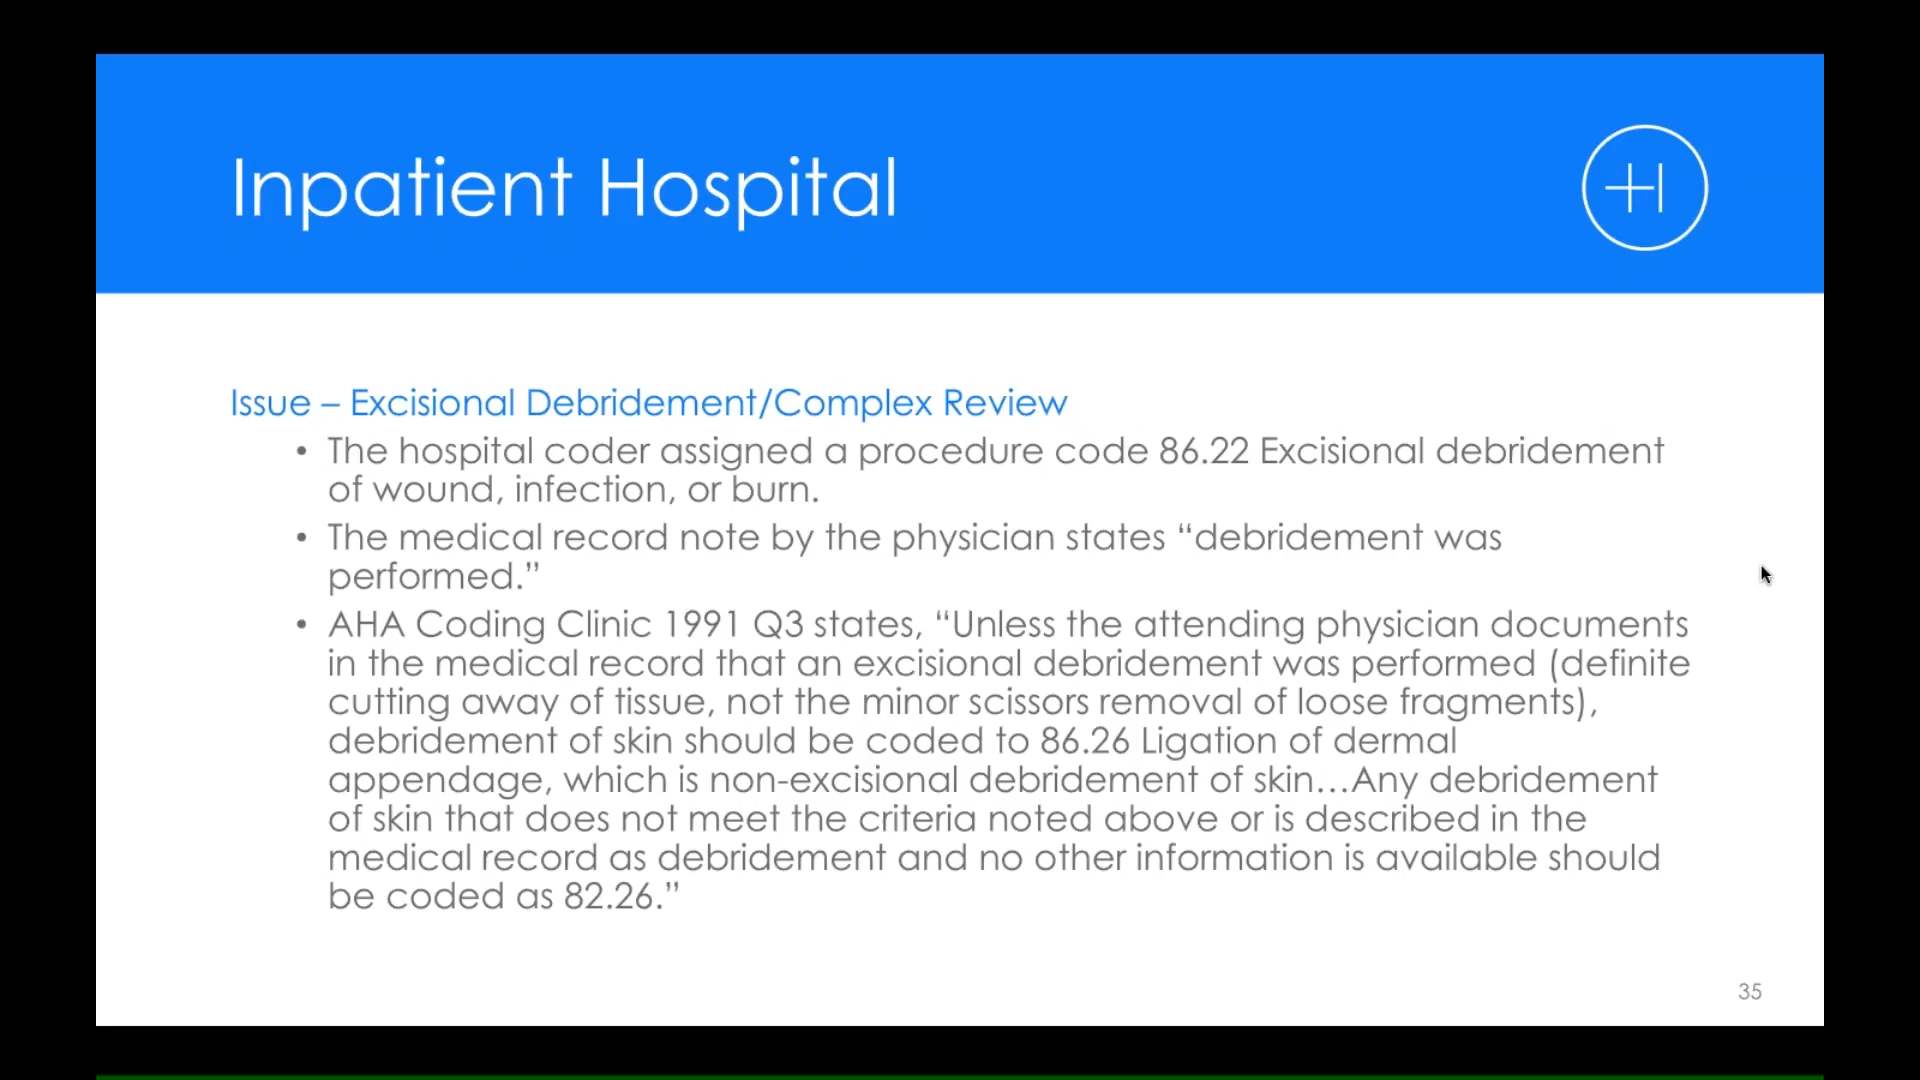 Inpatient Hospital
H
Issue – Excisional Debridement/Complex Review
• The hospital coder assigned a procedure code 86.22 Excisional debridement
of wound, infection, or burn.
• The medical record note by the physician states “debridement was
performed.”
• AHA Coding Clinic 1991 Q3 states, “Unless the attending physician documents
in the medical record that an excisional debridement was performed (definite
cutting away of tissue, not the minor scissors removal of loose fragments),
debridement of skin should be coded to 86.26 Ligation of dermal
appendage, which is non-excisional debridement of skin…Any debridement
of skin that does not meet the criteria noted above or is described in the
medical record as debridement and no other information is available should
be coded as 82.26.”
35